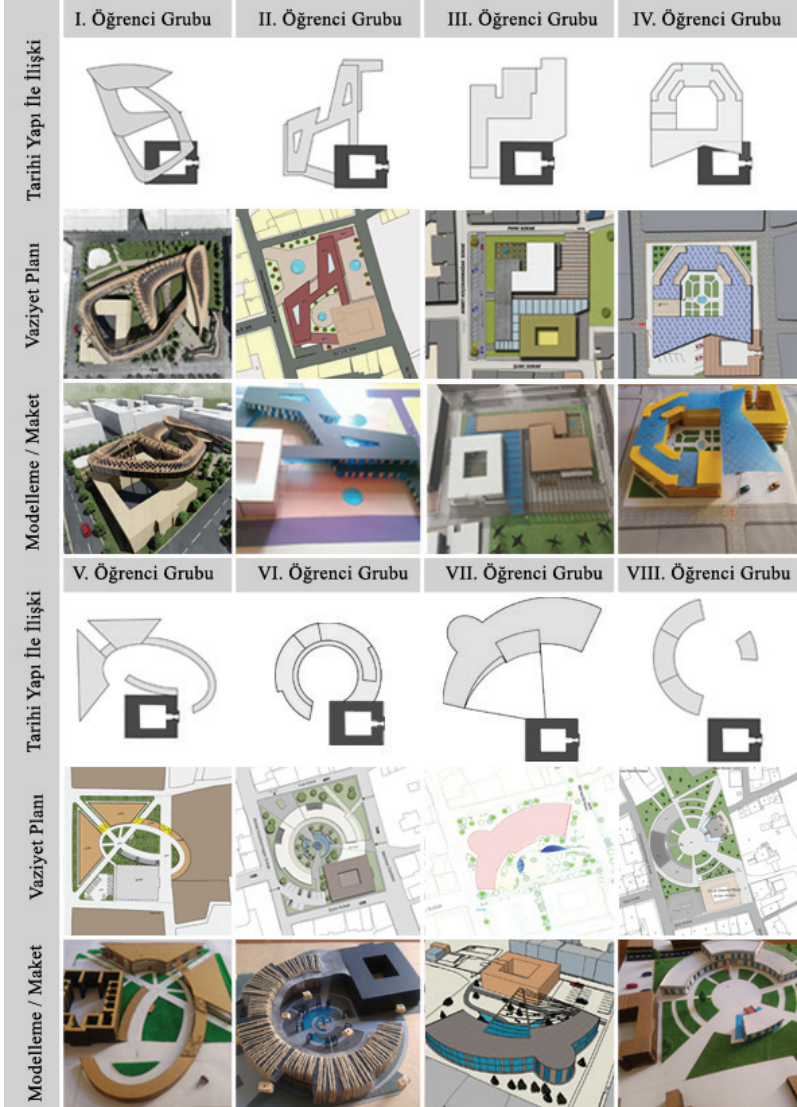 I. Öğrenci Grubu
II. Öğrenci Grubu
III. Öğrenci Grubu
IV. Öğrenci Grubu
Tarihi Yapı İle İlişki
Vaziyet Planı
PARK SOKAK
Modelleme / Maket
V. Öğrenci Grubu
VI. Öğrenci Grubu
VII. Öğrenci Grubu
VIII. Öğrenci Grubu
Tarihi Yapı İle İlişki
Vaziyet Planı
Modelleme / Maket